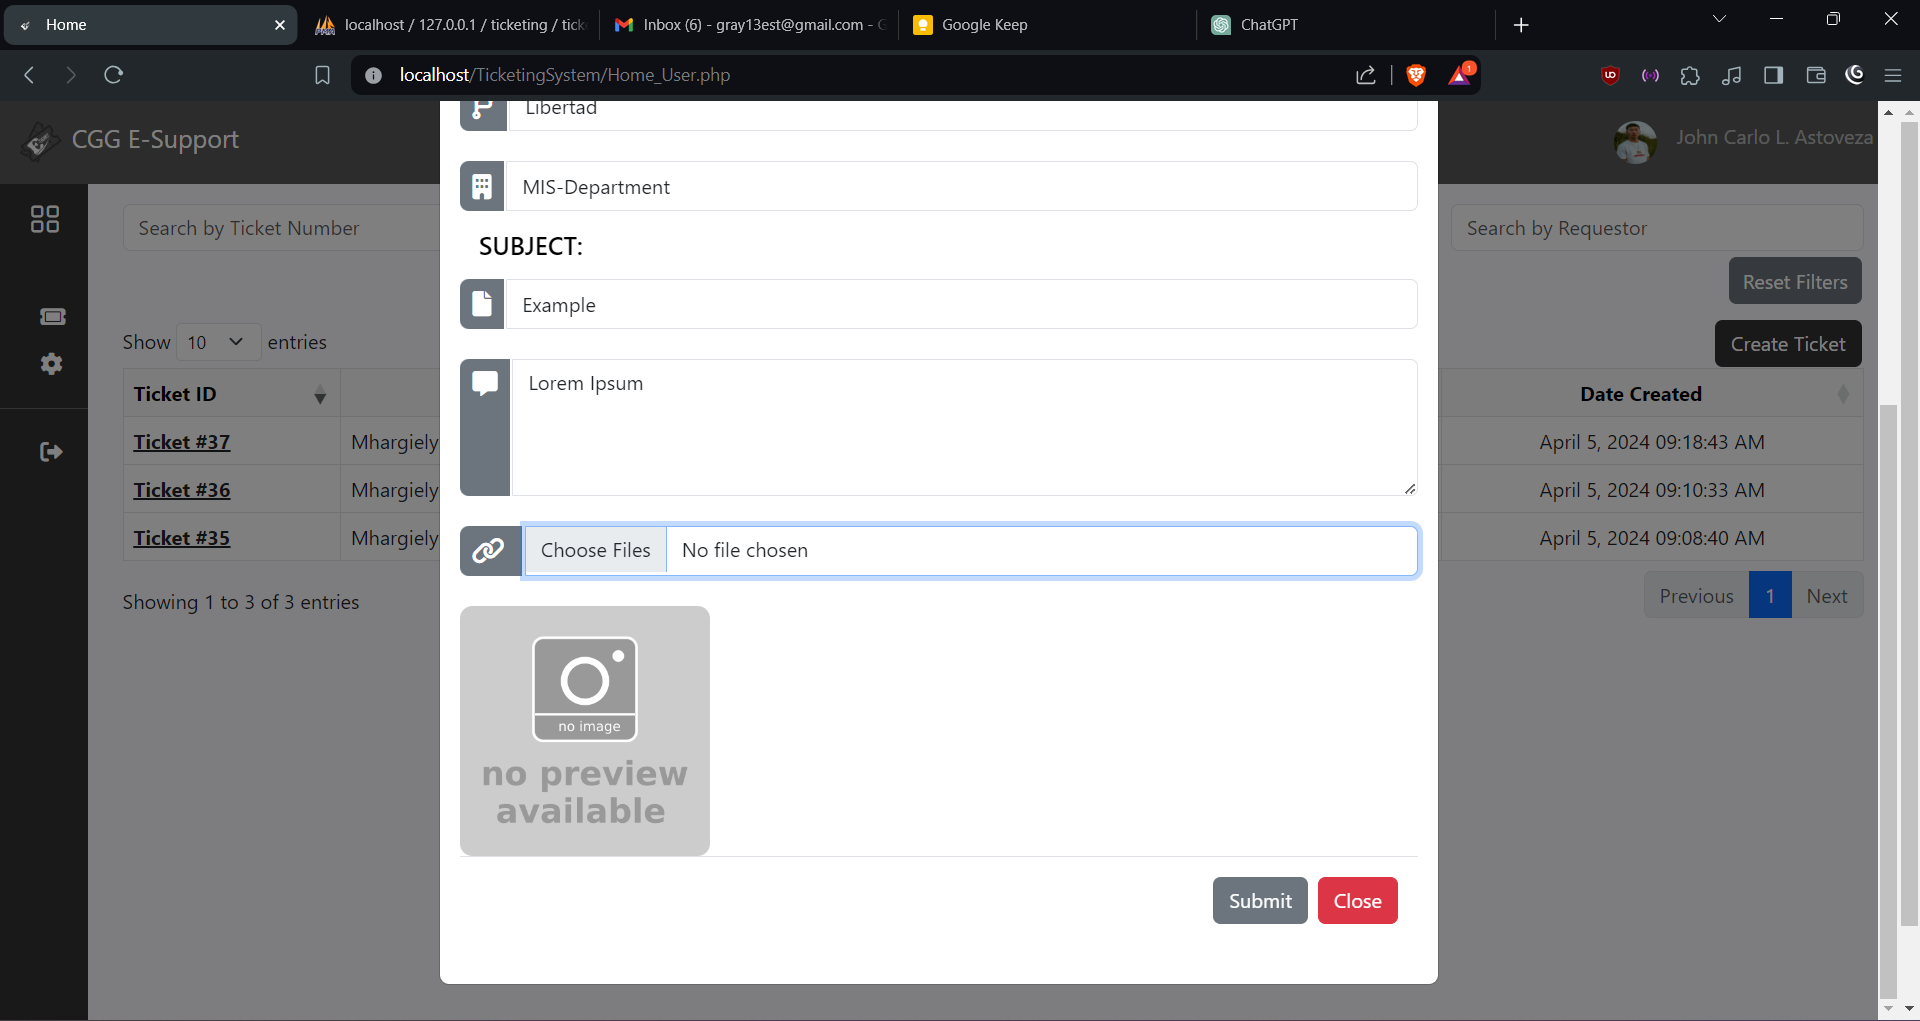 Home
localhost / 127.0.0.1 / ticketing / tick
Inbox (6) - gray13est@gmail.com - G
Google Keep
ChatGPT
localhost/TicketingSystem/Home_User.php
1
CGG E-Support
John Carlo L. Astoveza
Libertad
MIS-Department
Search by Ticket Number
Search by Requestor
SUBJECT:
Reset Filters
Example
Show 10 entries
Create Ticket
Lorem Ipsum
Ticket ID
Date Created
Ticket #37
Mhargiely
April 5, 2024 09:18:43 AM
Ticket #36
Mhargiely
April 5, 2024 09:10:33 AM
Ticket #35
Mhargiely
April 5, 2024 09:08:40 AM
Choose Files
No file chosen
Showing 1 to 3 of 3 entries
Previous
1
Next
no image
no preview
available
Submit
Close